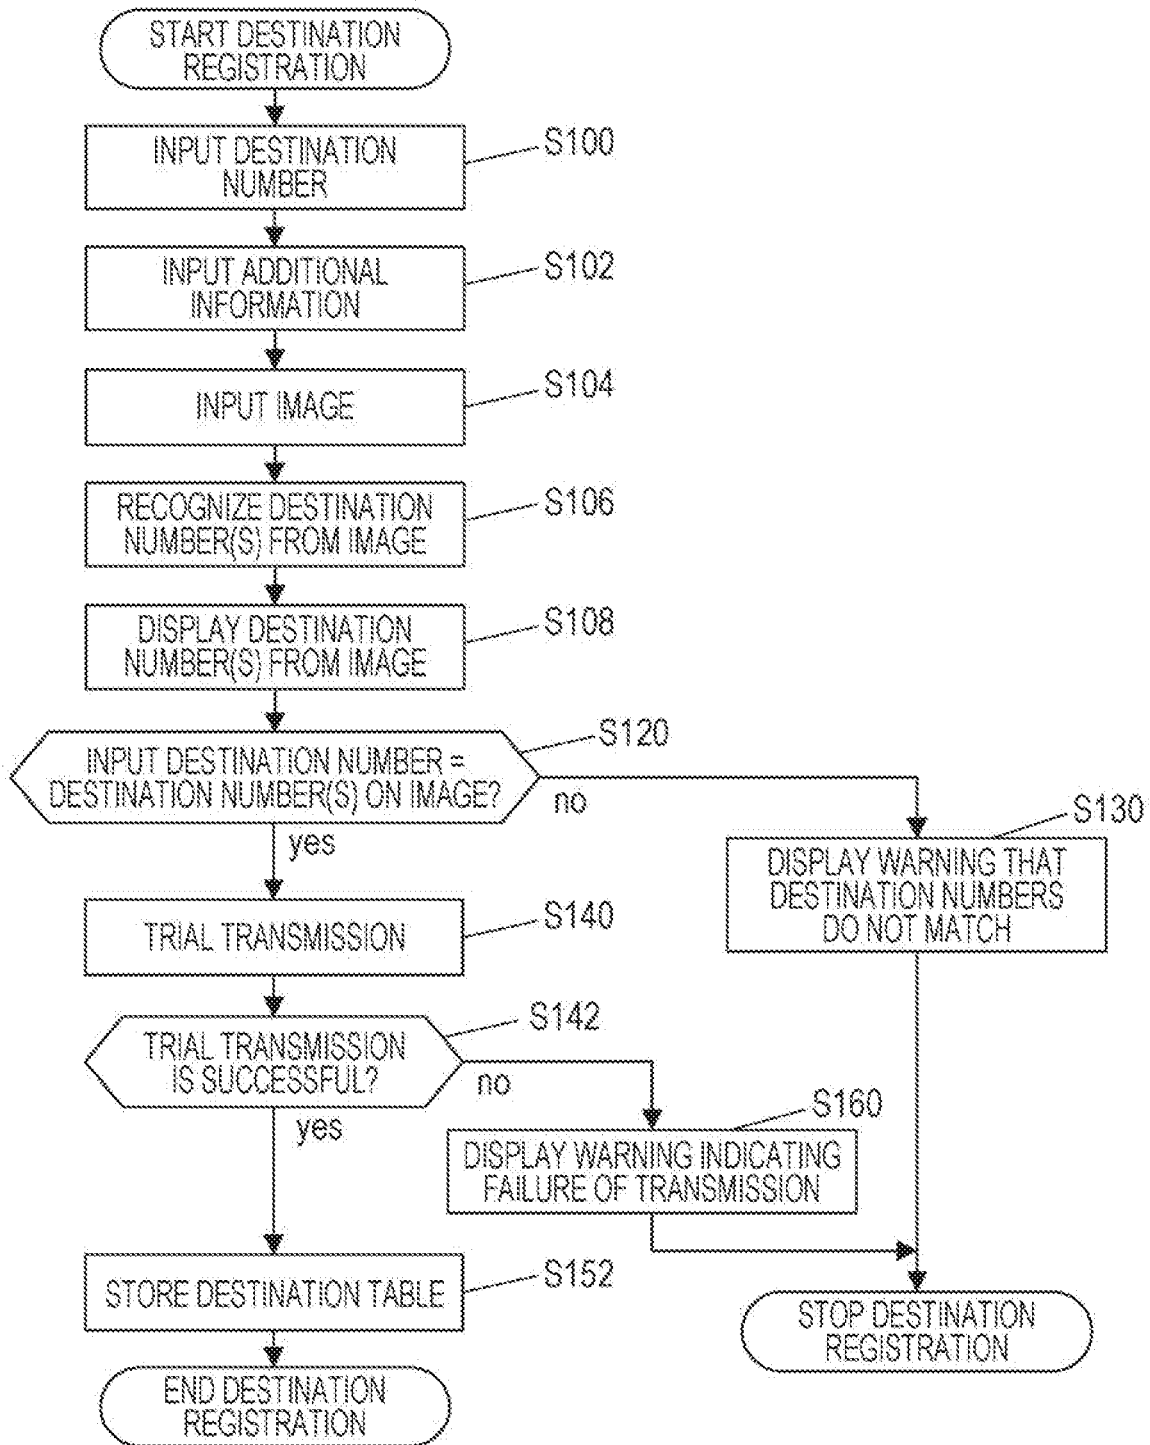 START DESTINATION
REGISTRATION
INPUT DESTINATION
NUMBER
S100
INPUT ADDITIONAL
INFORMATION
S102
INPUT IMAGE
S104
RECOGNIZE DESTINATION
NUMBER(S) FROM IMAGE
S106
DISPLAY DESTINATION
NUMBER(S) FROM IMAGE
S108
INPUT DESTINATION NUMBER =
DESTINATION NUMBER(S) ON IMAGE?
S120
no
yes
S130
DISPLAY WARNING THAT
DESTINATION NUMBERS
DO NOT MATCH
TRIAL TRANSMISSION
S140
TRIAL TRANSMISSION
IS SUCCESSFUL?
S142
no
yes
S160
DISPLAY WARNING INDICATING
FAILURE OF TRANSMISSION
STORE DESTINATION TABLE
S152
STOP DESTINATION
REGISTRATION
END DESTINATION
REGISTRATION